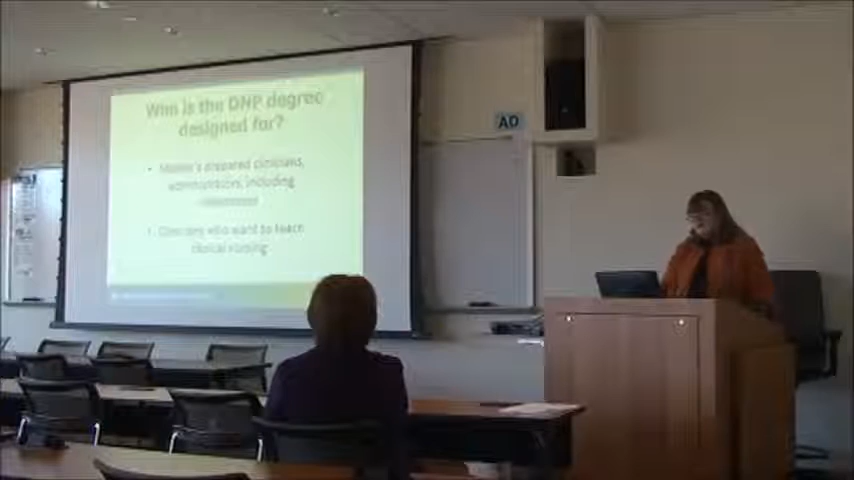 Who is the DNP degree
designed for?
• Master's prepared clinicians,
administrators, including
• Clinicians who want to teach
clinical nursing
AD